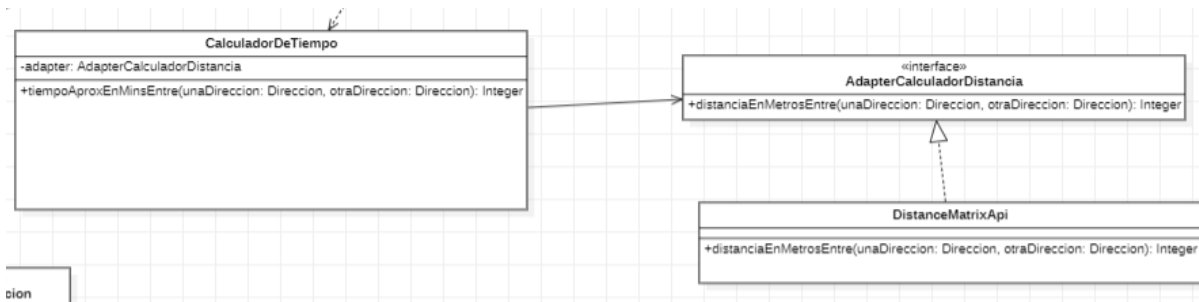 CalculadorDeTiempo
-adapter: AdapterCalculadorDistancia
+tiempoAproxEnMinsEntre(unaDireccion: Direccion, otraDireccion: Direccion): Integer
«interface»
AdapterCalculadorDistancia
+distanciaEnMetrosEntre(unaDireccion: Direccion, otraDireccion: Direccion): Integer
DistanceMatrixApi
+distanciaEnMetrosEntre(unaDireccion: Direccion, otraDireccion: Direccion): Integer
cion